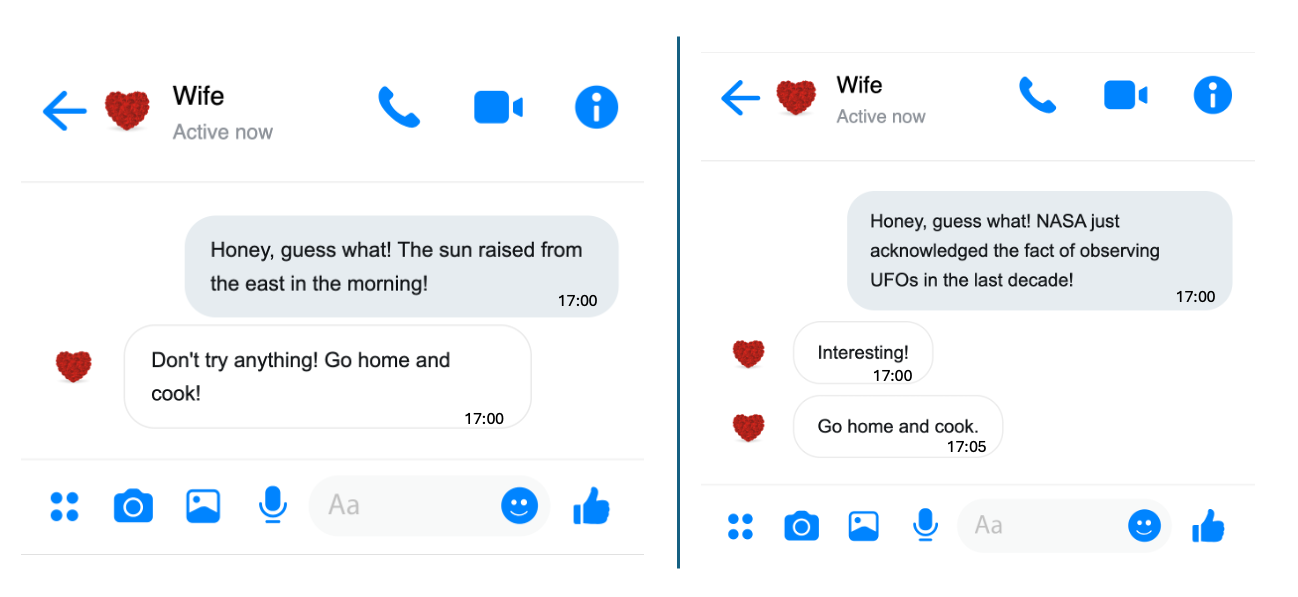 Wife
Active now
Honey, guess what! The sun raised from
the east in the morning!
17:00
Don't try anything! Go home and
cook!
17:00
Aa
Wife
Active now
Honey, guess what! NASA just
acknowledged the fact of observing
UFOs in the last decade!
17:00
Interesting!
17:00
Go home and cook.
17:05
Aa